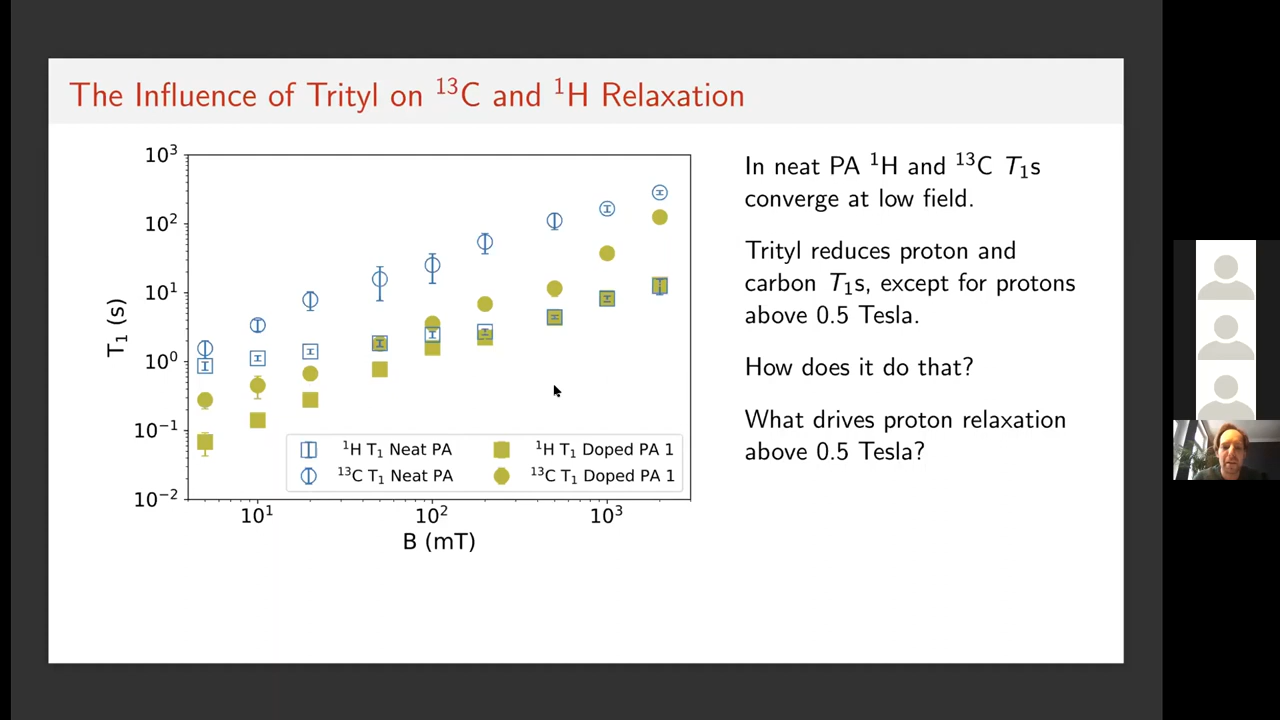 The Influence of Trityl on ¹³C and ¹H Relaxation
10³
10²
10¹
10⁰
10⁻¹
10⁻²
T₁ (s)
¹H T₁ Neat PA
¹³C T₁ Neat PA
¹H T₁ Doped PA 1
¹³C T₁ Doped PA 1
10¹ 10² 10³
B (mT)
In neat PA ¹H and ¹³C T₁s
converge at low field.
Trityl reduces proton and
carbon T₁s, except for protons
above 0.5 Tesla.
How does it do that?
What drives proton relaxation
above 0.5 Tesla?